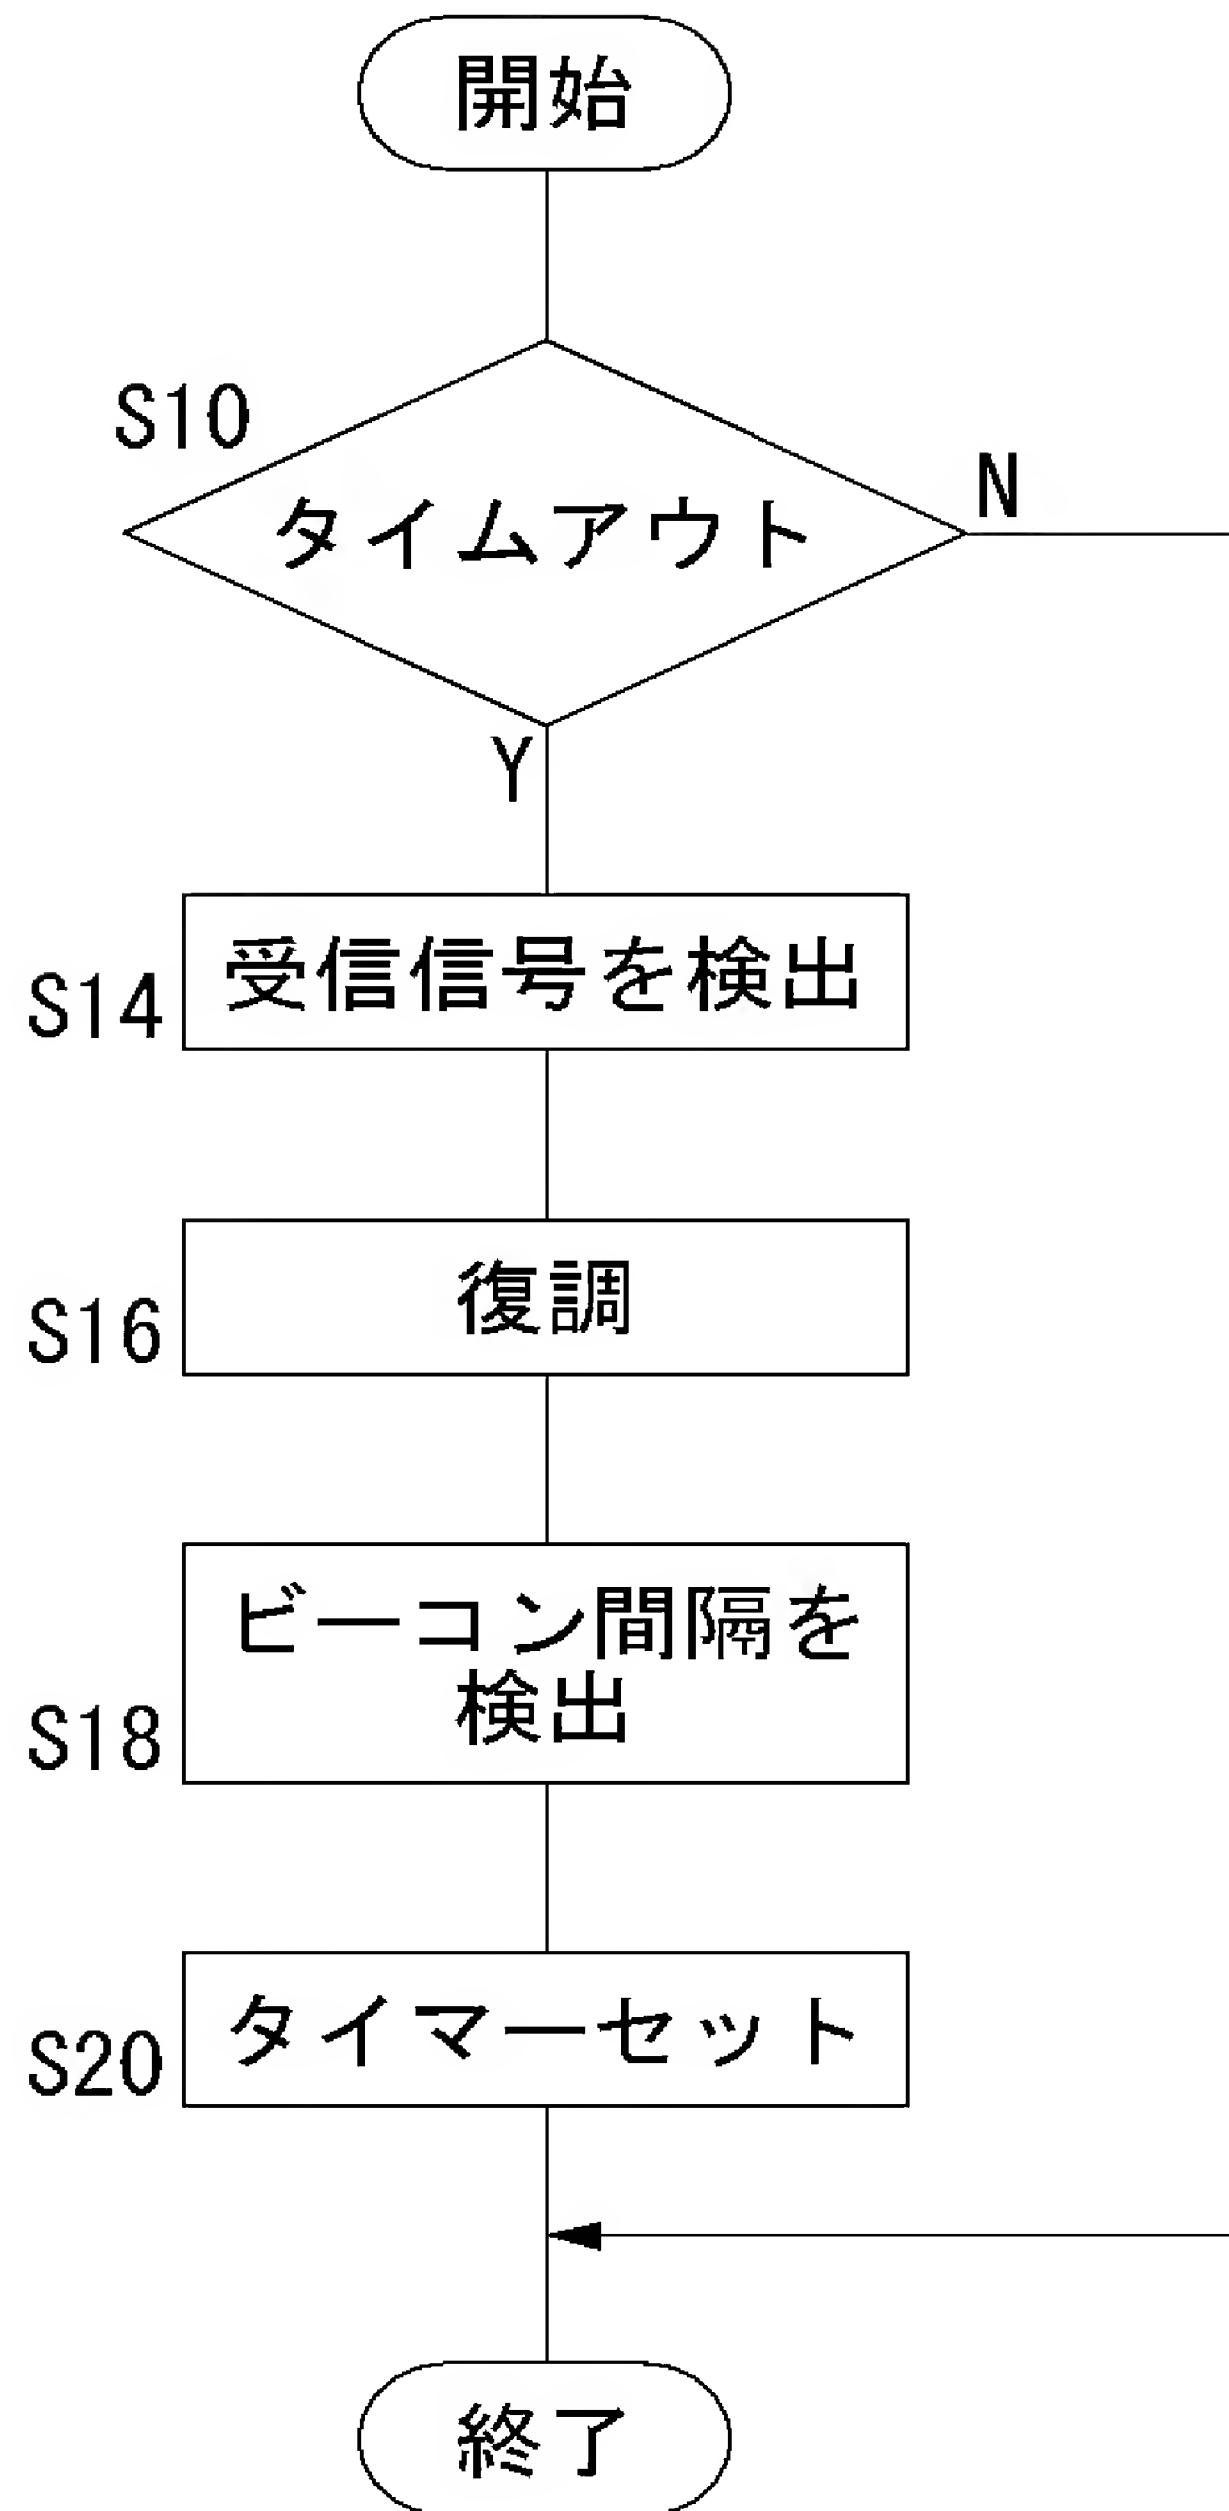 開始
S10
タイムアウト
N
Y
S14
受信信号を検出
S16
復調
S18
ビーコン間隔を
検出
S20
タイマーセット
終了